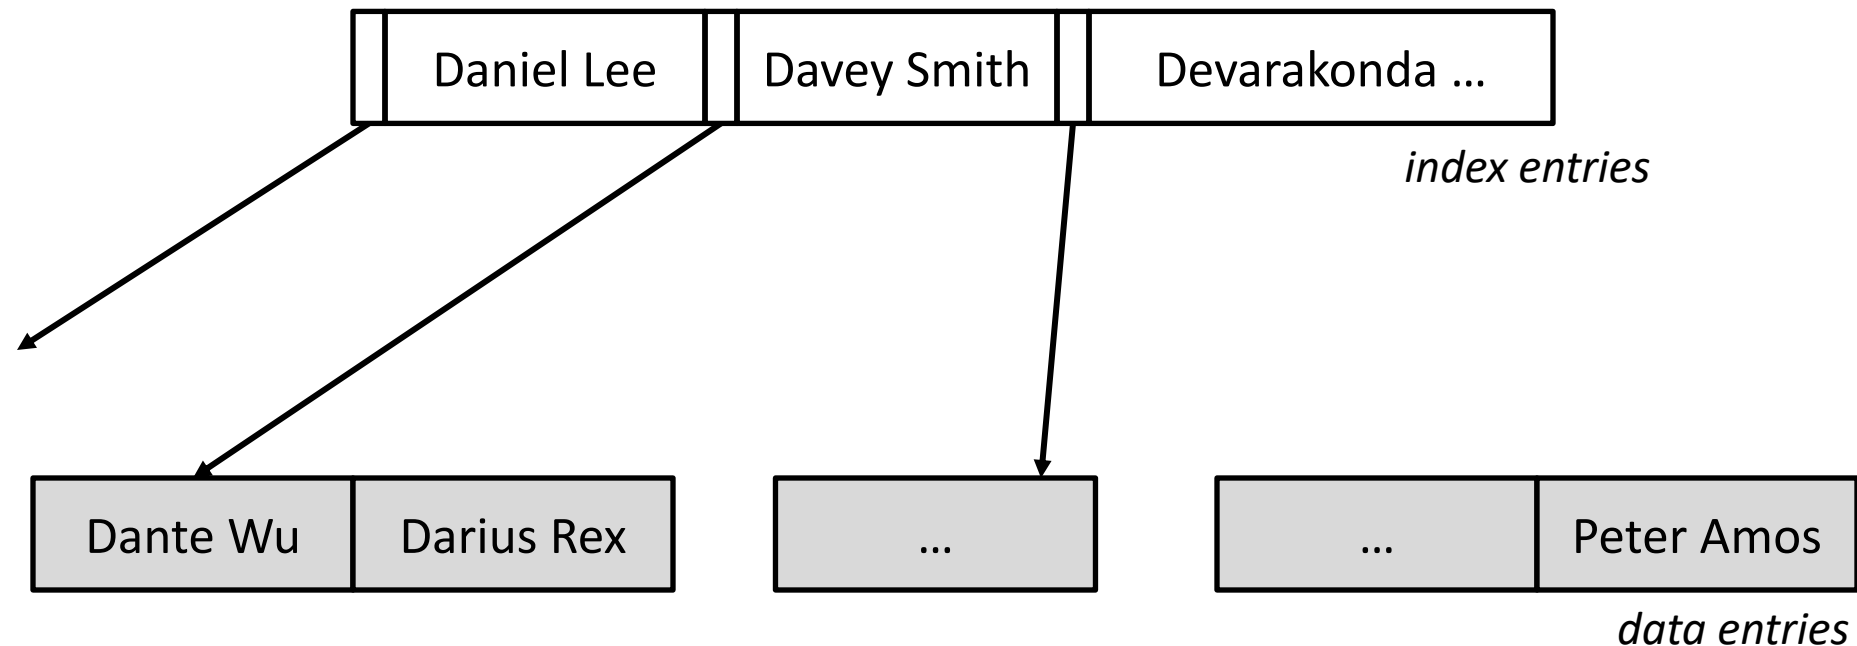 Daniel Lee Davey Smith Devarakonda ...
index entries
Dante Wu Darius Rex ... ... Peter Amos
data entries